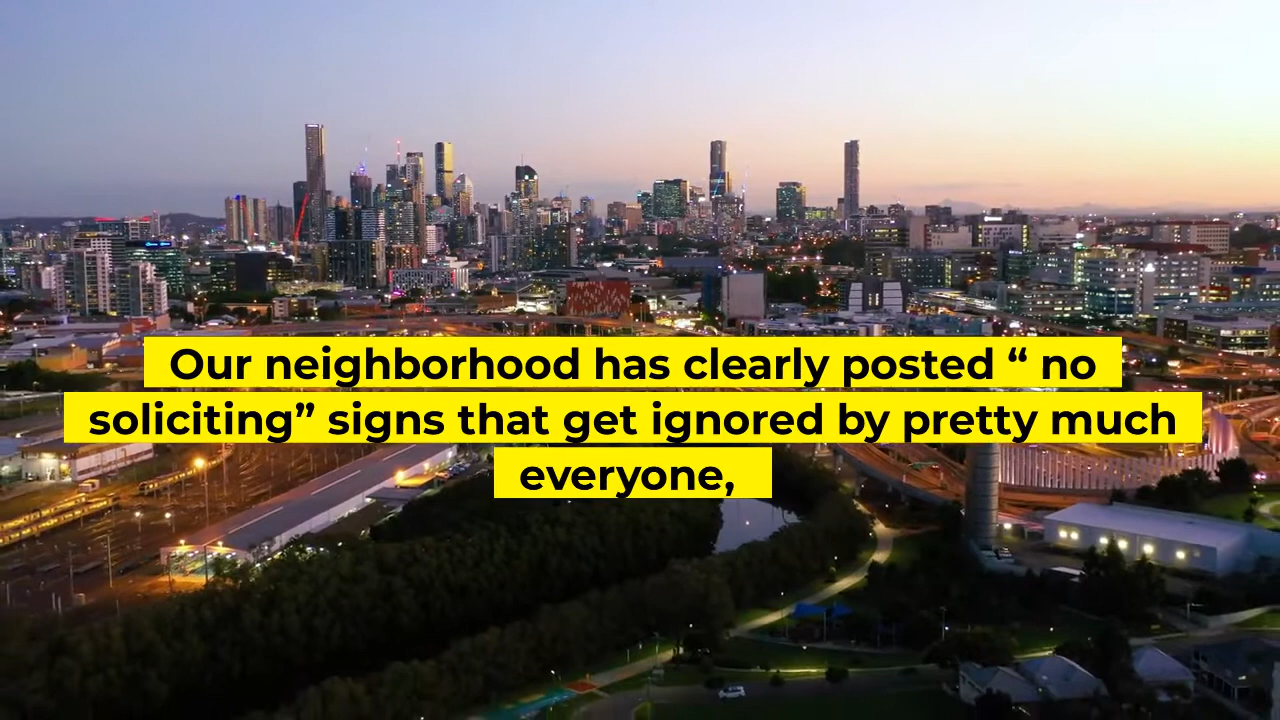 Our neighborhood has clearly posted “ no
soliciting” signs that get ignored by pretty much
everyone,